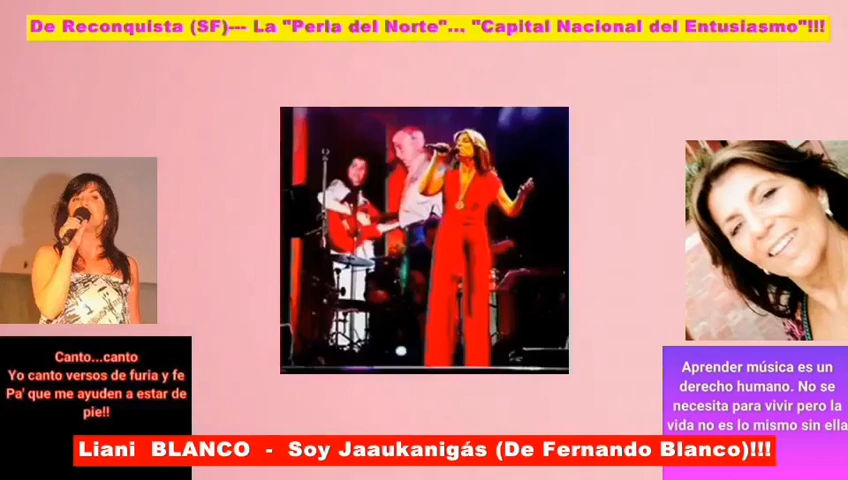 De Reconquista (SF)--- La "Perla del Norte"... "Capital Nacional del Entusiasmo"!!!
Canto...canto
Yo canto versos de furia y fe
Pa' que me ayuden a estar de
pie!!
Aprender música es un
derecho humano. No se
necesita para vivir pero la
vida no es lo mismo sin ella
Liani BLANCO - Soy Jaaukanigás (De Fernando Blanco)!!!